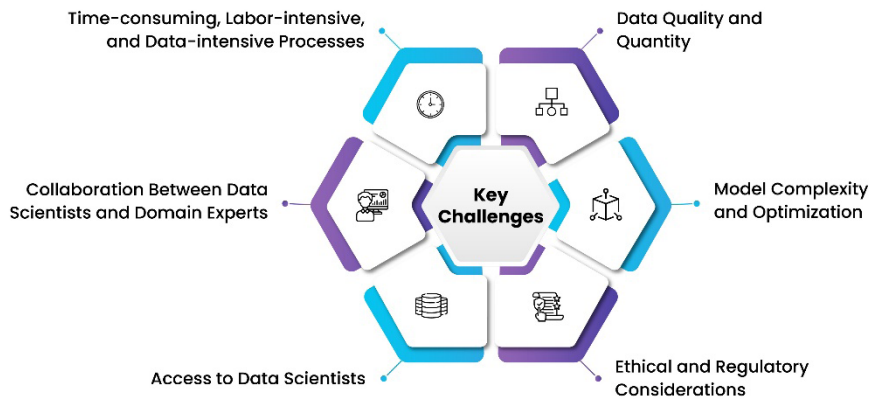 Time-consuming, Labor-intensive,
and Data-intensive Processes
Data Quality and
Quantity
Collaboration Between Data
Scientists and Domain Experts
Key
Challenges
Model Complexity
and Optimization
Access to Data Scientists
Ethical and Regulatory
Considerations